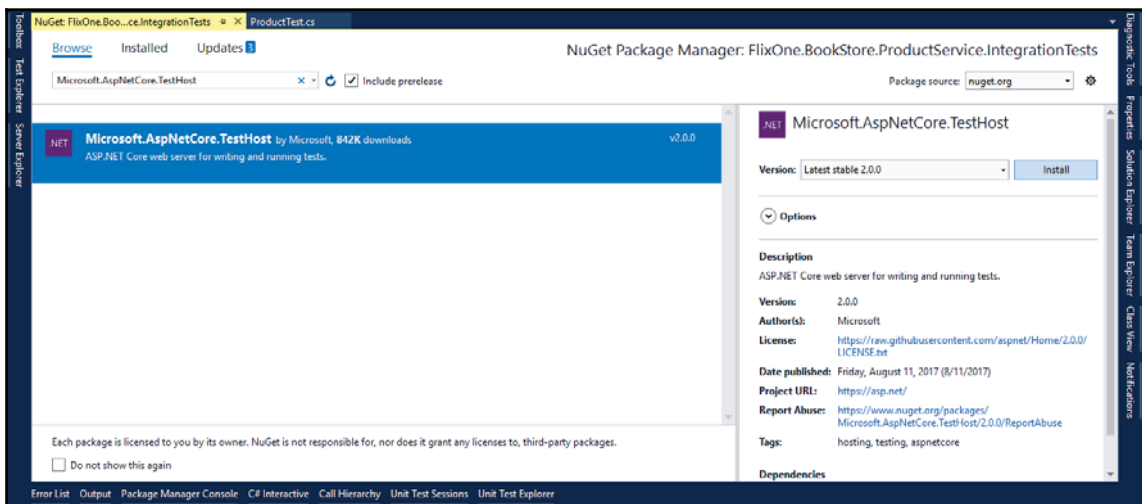 NuGet: FlixOne.Boo...ce.IntegrationTests
ProductTest.cs
Toolbox
Test Explorer
Server Explorer
Browse
Installed
Updates 3
NuGet Package Manager: FlixOne.BookStore.ProductService.IntegrationTests
Microsoft.AspNetCore.TestHost
Include prerelease
Package source: nuget.org
.NET
Microsoft.AspNetCore.TestHost by Microsoft, 842K downloads
v2.0.0
ASP.NET Core web server for writing and running tests.
.NET
Microsoft.AspNetCore.TestHost
Version: Latest stable 2.0.0
Install
Options
Description
ASP.NET Core web server for writing and running tests.
Version: 2.0.0
Author(s): Microsoft
License: https://raw.githubusercontent.com/aspnet/Home/2.0.0/
LICENSE.txt
Date published: Friday, August 11, 2017 (8/11/2017)
Project URL: https://asp.net/
Report Abuse: https://www.nuget.org/packages/
Microsoft.AspNetCore.TestHost/2.0.0/ReportAbuse
Tags: hosting, testing, aspnetcore
Dependencies
Each package is licensed to you by its owner. NuGet is not responsible for, nor does it grant any licenses to, third-party packages.
Do not show this again
Diagnostic Tools
Properties
Solution Explorer
Team Explorer
Class View
Notifications
Error List Output Package Manager Console C# Interactive Call Hierarchy Unit Test Sessions Unit Test Explorer